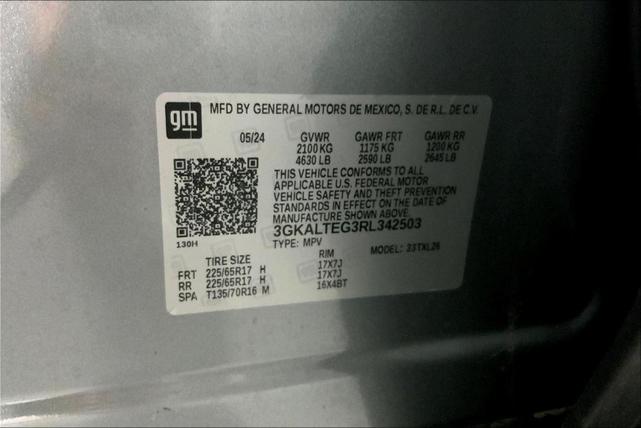 gm MFD BY GENERAL MOTORS DE MEXICO, S. DE R.L. DE C.V.
05/24 GVWR GAWR FRT GAWR RR
2100 KG 1175 KG 1200 KG
4630 LB 2590 LB 2645 LB
THIS VEHICLE CONFORMS TO ALL
APPLICABLE U.S. FEDERAL MOTOR
VEHICLE SAFETY AND THEFT PREVENTION
STANDARDS IN EFFECT ON THE DATE OF
MANUFACTURE SHOWN ABOVE.
3GKALTEG3RL342503
130H TYPE: MPV MODEL: 33TXL26
TIRE SIZE RIM
FRT 225/65R17 H 17X7J
RR 225/65R17 H 17X7J
SPA T135/70R16 M 16X4BT